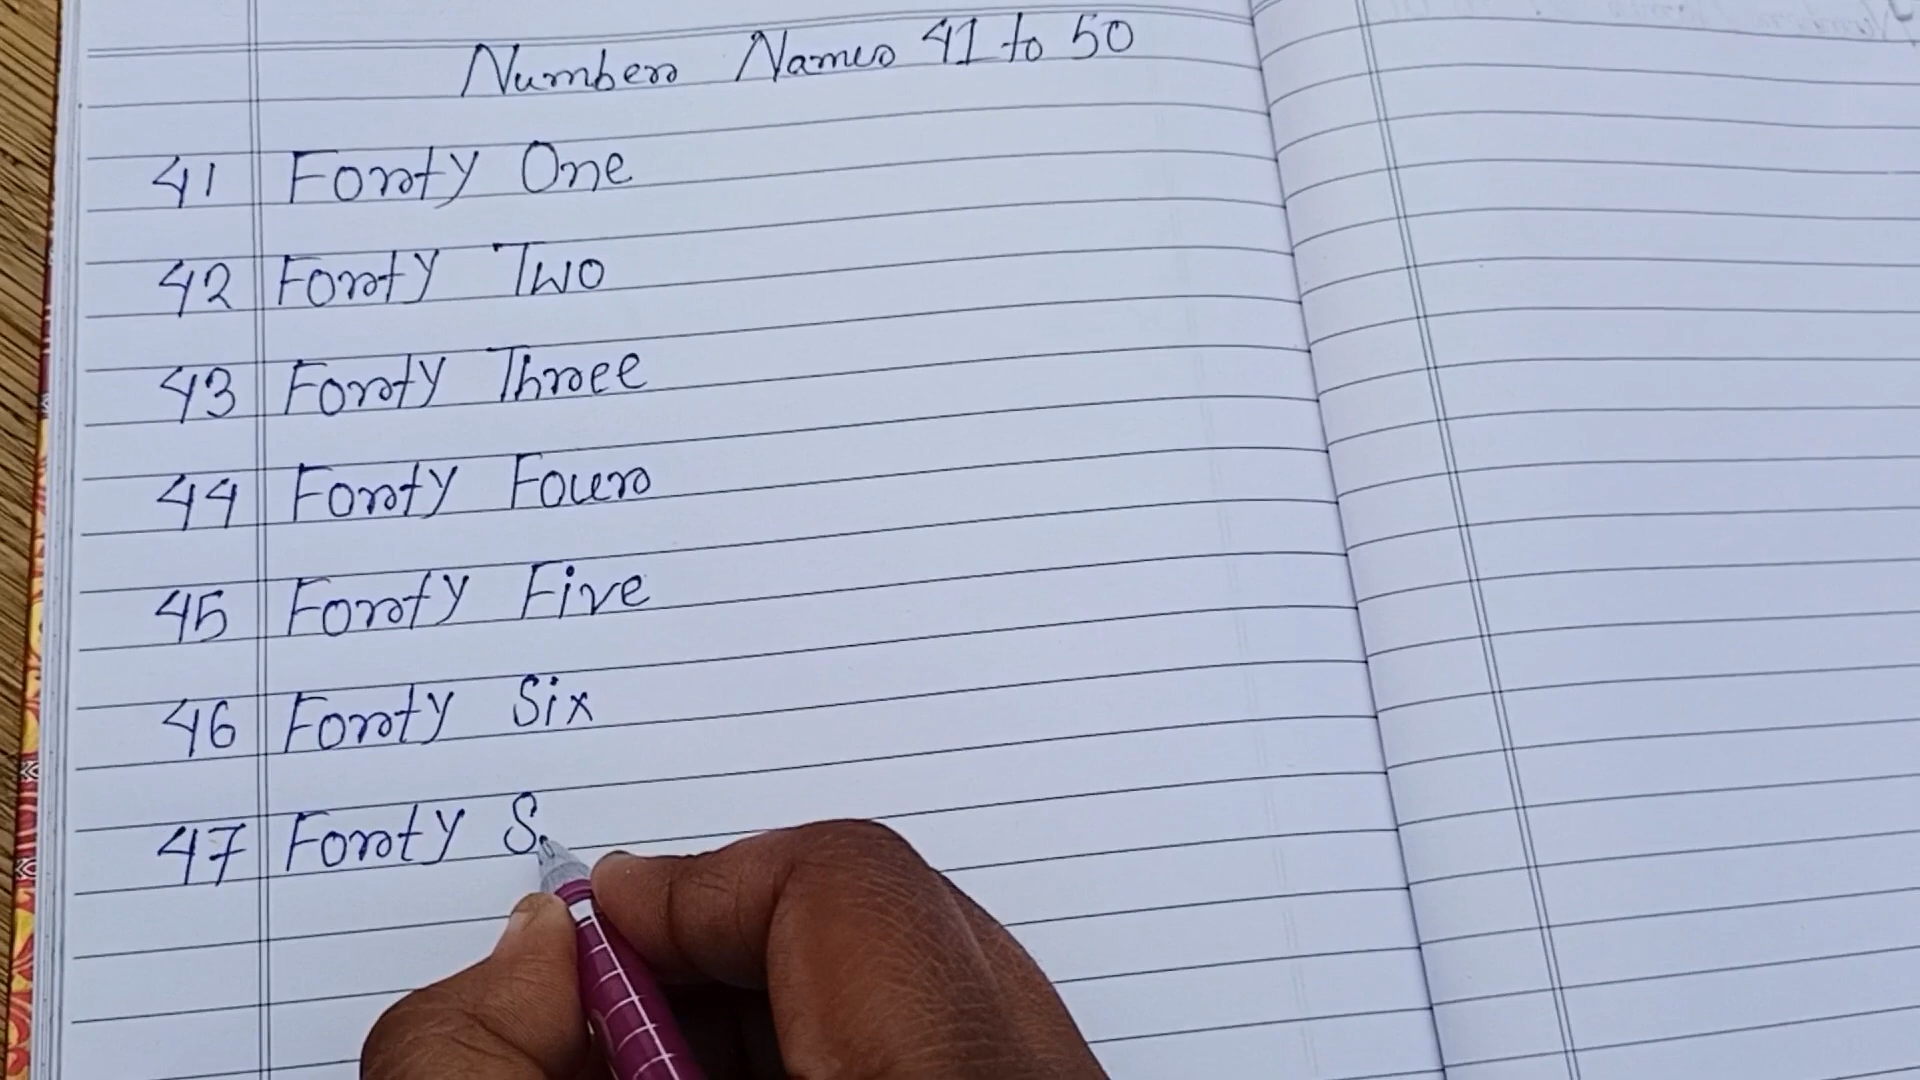 Number Names 41 to 50
41 Forty One
42 Forty Two
43 Forty Three
44 Forty Four
45 Forty Five
46 Forty Six
47 Forty S